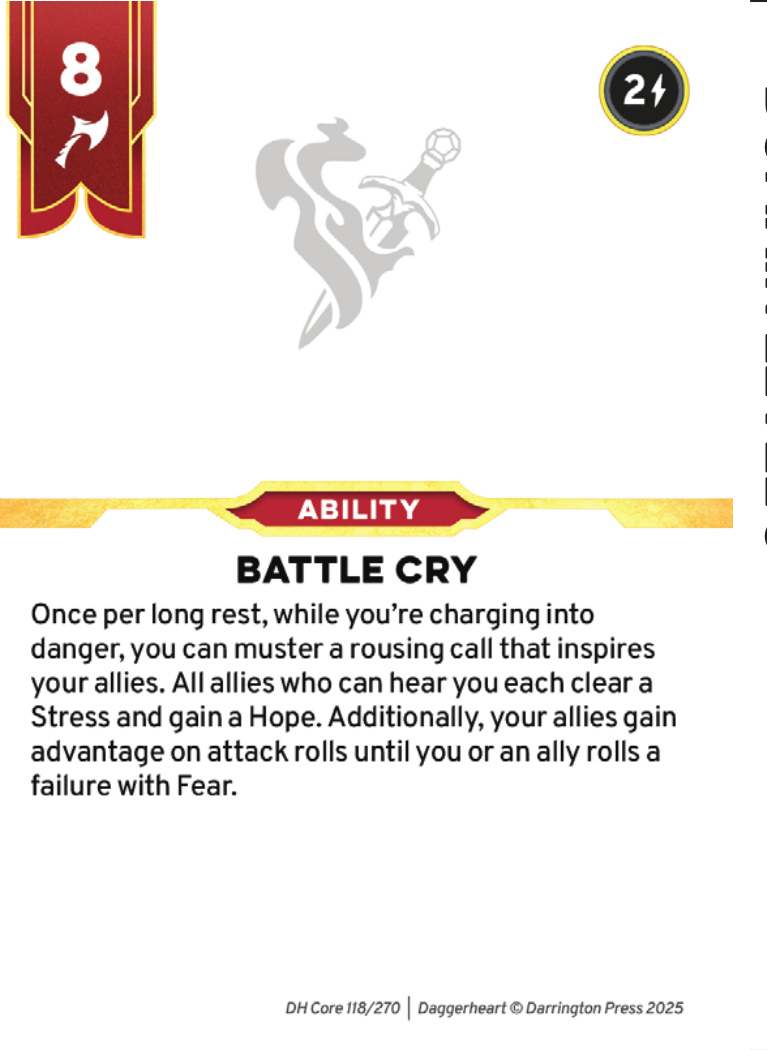 8
2
ABILITY
BATTLE CRY
Once per long rest, while you're charging into
danger, you can muster a rousing call that inspires
your allies. All allies who can hear you each clear a
Stress and gain a Hope. Additionally, your allies gain
advantage on attack rolls until you or an ally rolls a
failure with Fear.
DH Core 118/270 | Daggerheart © Darrington Press 2025